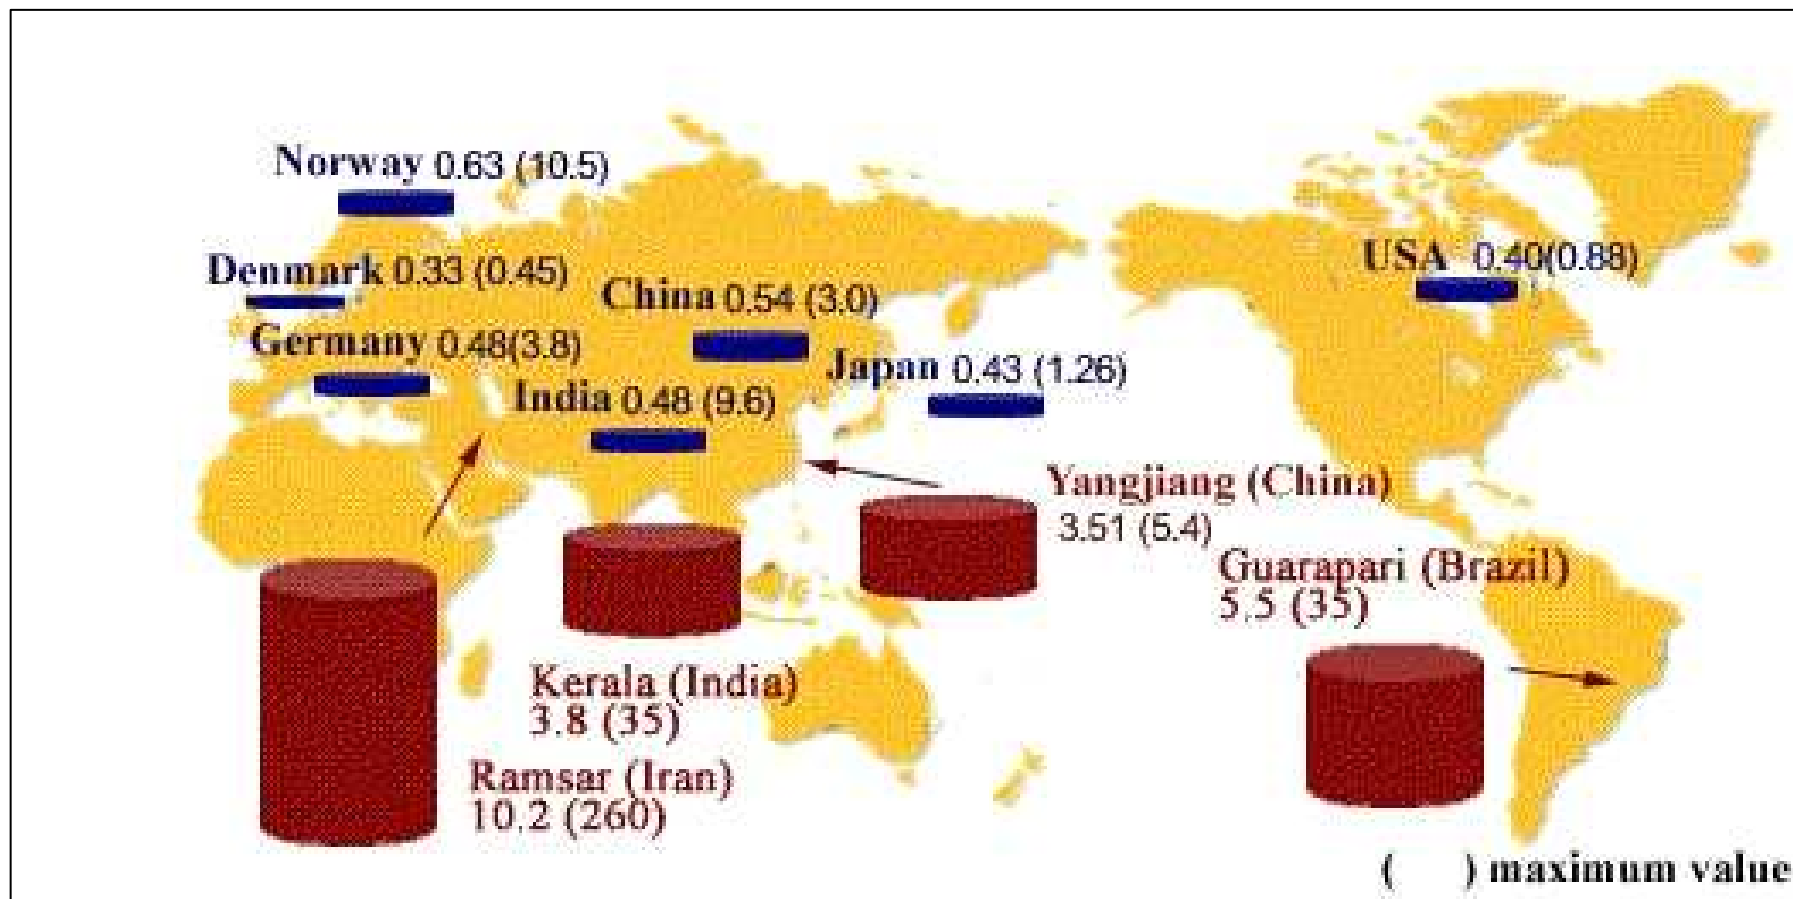 Norway 0.63 (10.5)
Denmark 0.33 (0.45)
USA 0.40(0.88)
China 0.54 (3.0)
Germany 0.48(3.8)
Japan 0.43 (1.26)
India 0.48 (9.6)
Yangjiang (China)
3.51 (5.4)
Guarapari (Brazil)
5.5 (35)
Kerala (India)
3.8 (35)
Ramsar (Iran)
10.2 (260)
( ) maximum value